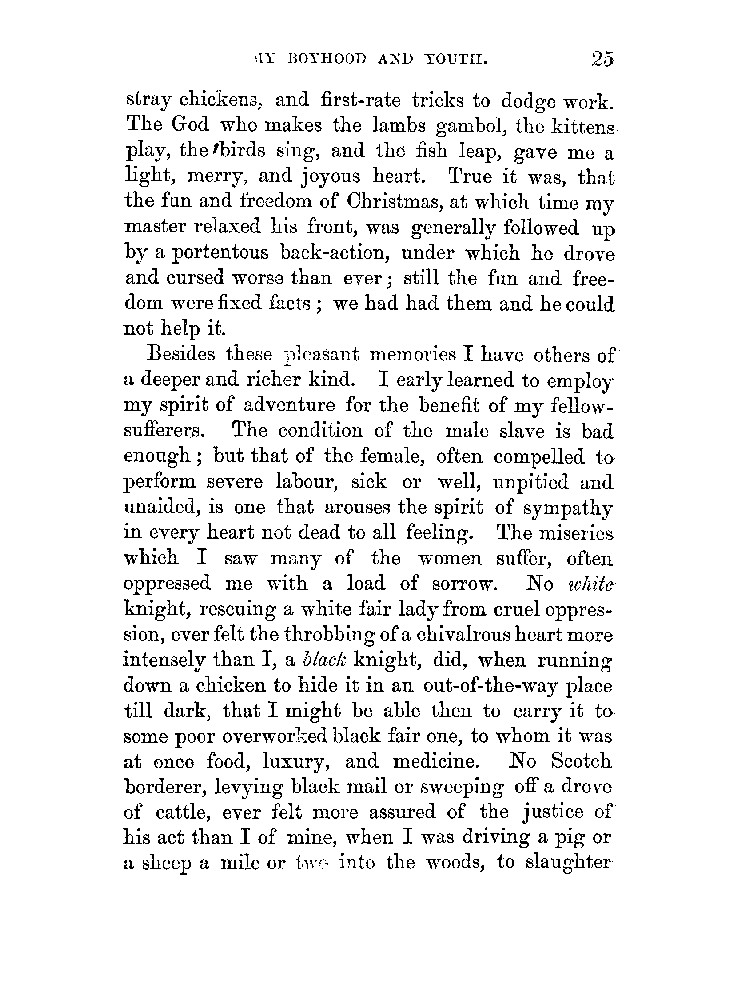 MY BOYHOOD AND YOUTH. 25
stray chickens, and first-rate tricks to dodge work.
The God who makes the lambs gambol, the kittens
play, the birds sing, and the fish leap, gave me a
light, merry, and joyous heart. True it was, that
the fun and freedom of Christmas, at which time my
master relaxed his front, was generally followed up
by a portentous back-action, under which he drove
and cursed worse than ever; still the fun and free-
dom were fixed facts; we had had them and he could
not help it.
Besides these pleasant memories I have others of
a deeper and richer kind. I early learned to employ
my spirit of adventure for the benefit of my fellow-
sufferers. The condition of the male slave is bad
enough; but that of the female, often compelled to
perform severe labour, sick or well, unpitied and
unaided, is one that arouses the spirit of sympathy
in every heart not dead to all feeling. The miseries
which I saw many of the women suffer, often
oppressed me with a load of sorrow. No white
knight, rescuing a white fair lady from cruel oppres-
sion, ever felt the throbbing of a chivalrous heart more
intensely than I, a black knight, did, when running
down a chicken to hide it in an out-of-the-way place
till dark, that I might be able then to carry it to
some poor overworked black fair one, to whom it was
at once food, luxury, and medicine. No Scotch
borderer, levying black mail or sweeping off a drove
of cattle, ever felt more assured of the justice of
his act than I of mine, when I was driving a pig or
a sheep a mile or two into the woods, to slaughter